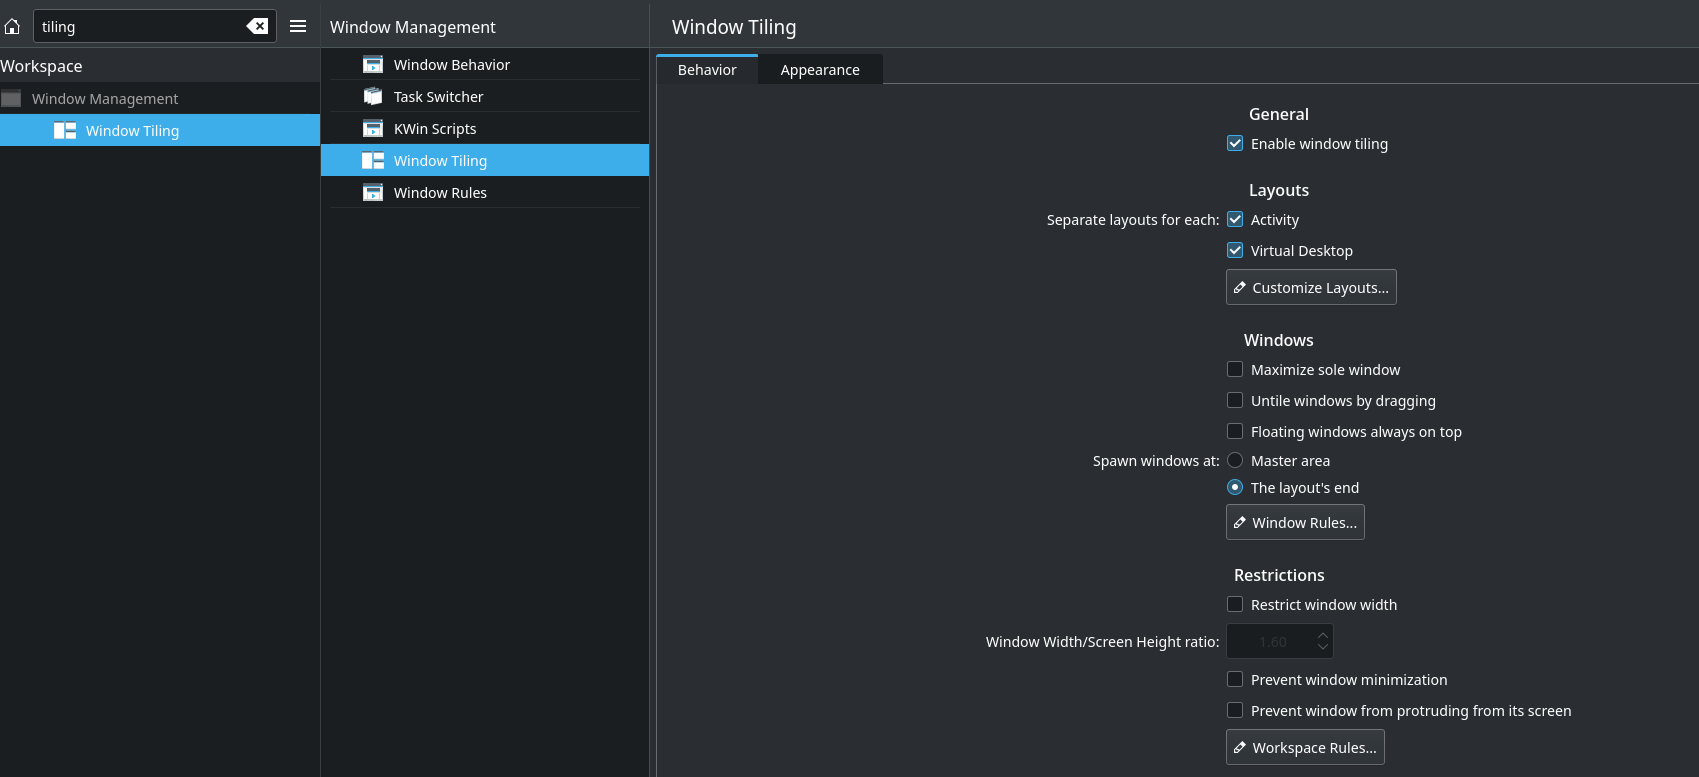 tiling
Workspace
Window Management
Window Tiling
Window Management
Window Behavior
Task Switcher
KWin Scripts
Window Tiling
Window Rules
Window Tiling
Behavior Appearance
General
Enable window tiling
Layouts
Separate layouts for each: Activity
Virtual Desktop
Customize Layouts...
Windows
Maximize sole window
Untile windows by dragging
Floating windows always on top
Spawn windows at: Master area
The layout's end
Window Rules...
Restrictions
Restrict window width
Window Width/Screen Height ratio: 1.60
Prevent window minimization
Prevent window from protruding from its screen
Workspace Rules...